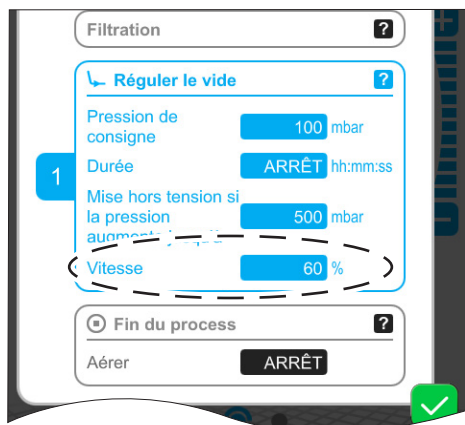 Filtration ?
Réguler le vide ?
Pression de
consigne 100 mbar
1
Durée ARRÊT hh:mm:ss
Mise hors tension si
la pression 500 mbar
Vitesse 60 %
Fin du process ?
Aérer ARRÊT